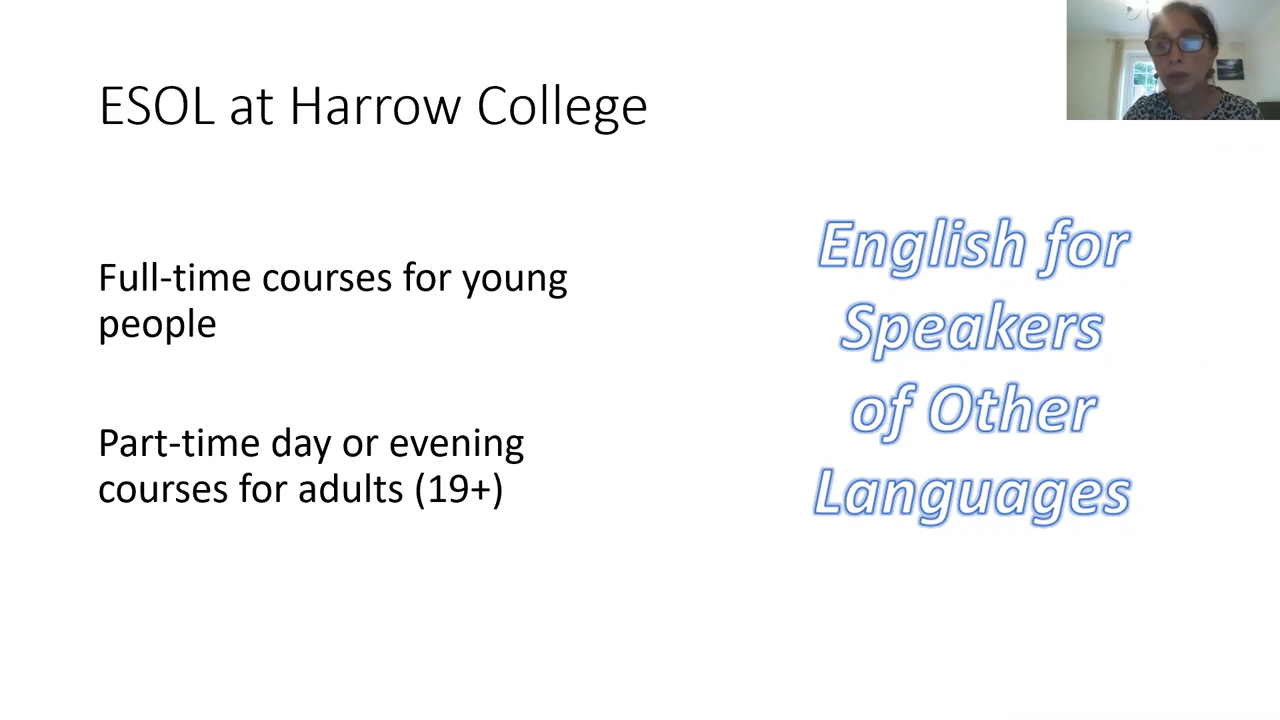 ESOL at Harrow College
Full-time courses for young
people
Part-time day or evening
courses for adults (19+)
English for
Speakers
of Other
Languages